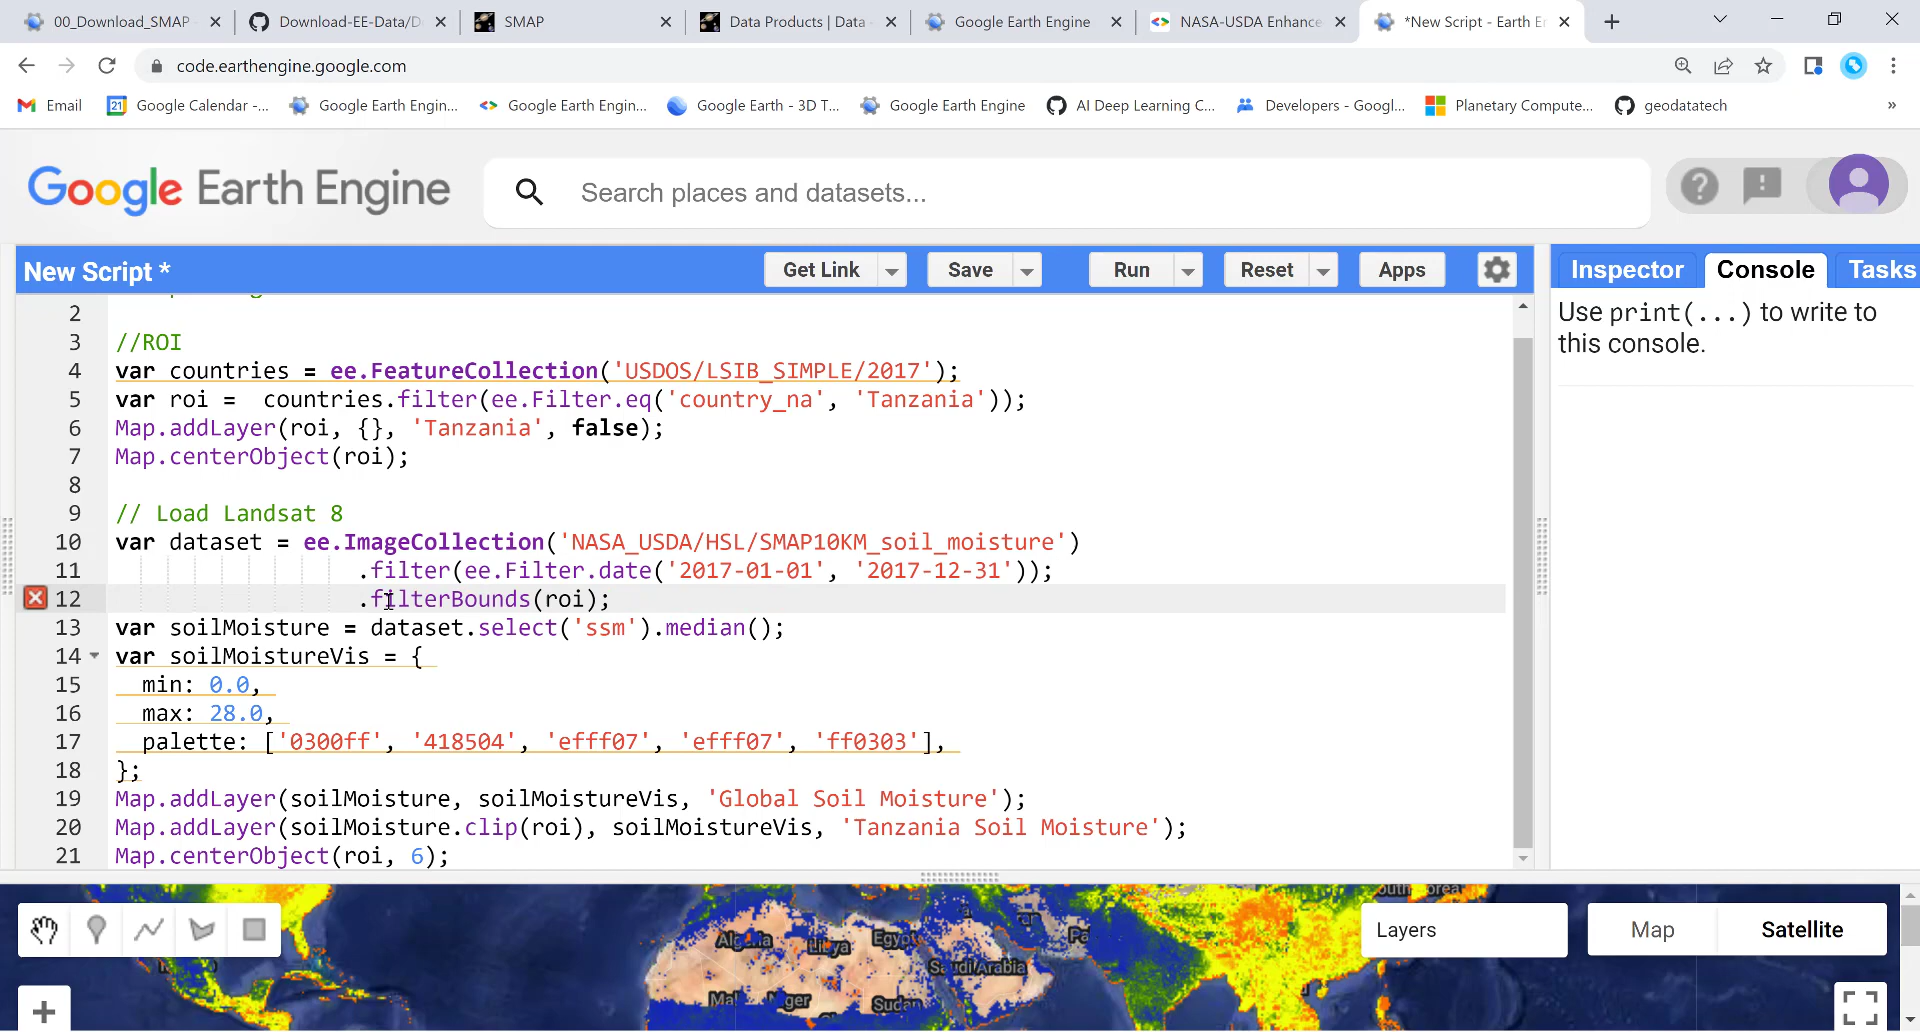 00_Download_SMAP
Download-EE-Data/D
SMAP
Data Products | Data
Google Earth Engine
NASA-USDA Enhance
*New Script - Earth E
code.earthengine.google.com
Email
Google Calendar -...
Google Earth Engin...
Google Earth Engin...
Google Earth - 3D T...
Google Earth Engine
AI Deep Learning C...
Developers - Googl...
Planetary Compute...
geodatatech
»
Google Earth Engine
Search places and datasets...
New Script *
Get Link
Save
Run
Reset
Apps
Inspector
Console
Tasks
Use print(...) to write to
this console.
2
3 //ROI
4 var countries = ee.FeatureCollection('USDOS/LSIB_SIMPLE/2017');
5 var roi =  countries.filter(ee.Filter.eq('country_na', 'Tanzania'));
6 Map.addLayer(roi, {}, 'Tanzania', false);
7 Map.centerObject(roi);
8
9 // Load Landsat 8
10 var dataset = ee.ImageCollection('NASA_USDA/HSL/SMAP10KM_soil_moisture')
11 .filter(ee.Filter.date('2017-01-01', '2017-12-31'));
12 .filterBounds(roi);
13 var soilMoisture = dataset.select('ssm').median();
14 var soilMoistureVis = {
15 min: 0.0,
16 max: 28.0,
17 palette: ['0300ff', '418504', 'efff07', 'efff07', 'ff0303'],
18 };
19 Map.addLayer(soilMoisture, soilMoistureVis, 'Global Soil Moisture');
20 Map.addLayer(soilMoisture.clip(roi), soilMoistureVis, 'Tanzania Soil Moisture');
21 Map.centerObject(roi, 6);
Layers
Map
Satellite
Algeria
Libya
Egypt
Saudi Arabia
Niger
Sudan
South Korea